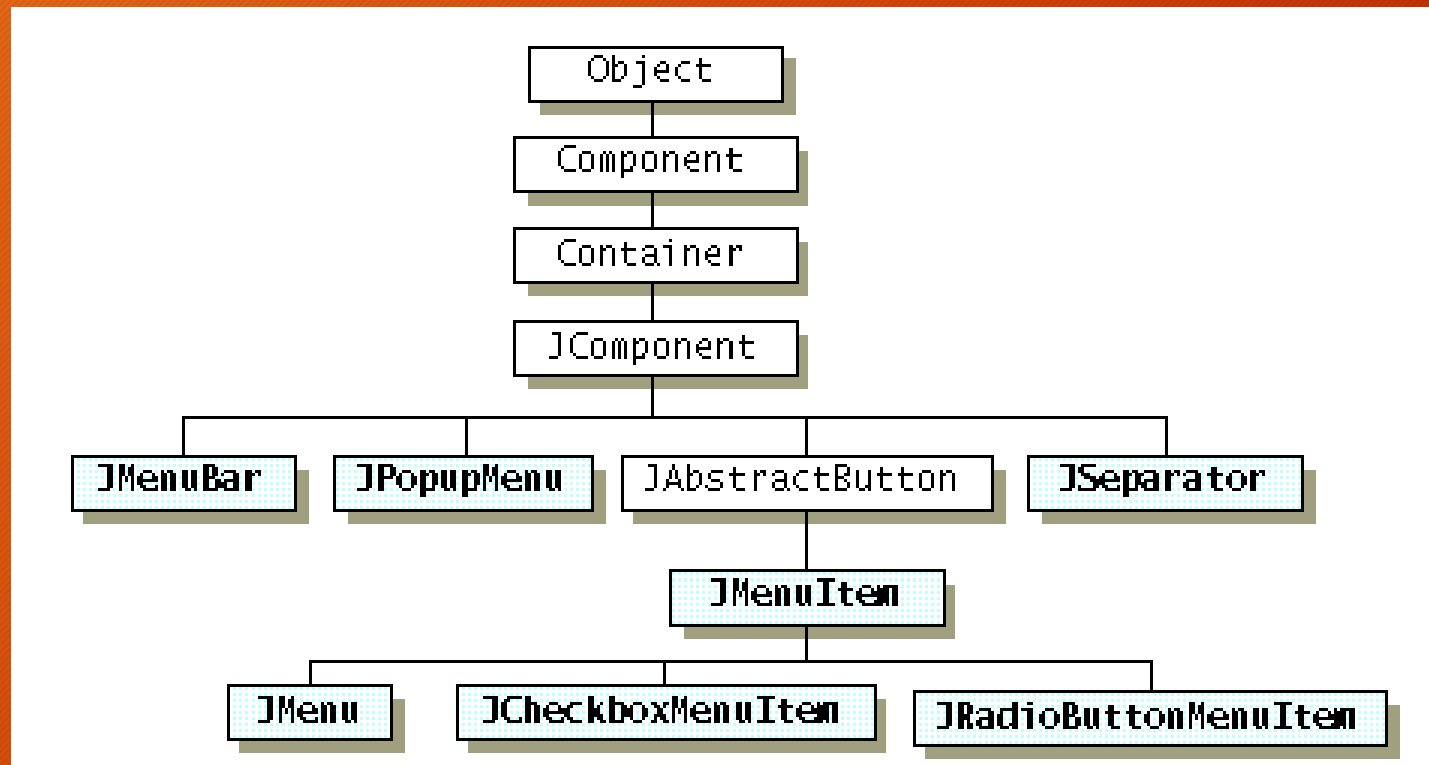 Object
Component
Container
JComponent
JMenuBar
JPopupMenu
JAbstractButton
JSeparator
JMenuItem
JMenu
JCheckboxMenuItem
JRadioButtonMenuItem